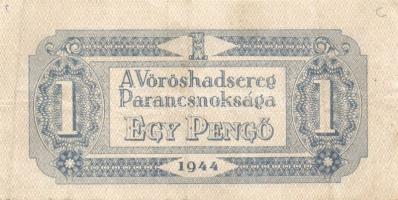 1
A Vöröshadsereg
Parancsnoksága
1 EGY PENGŐ 1
1944